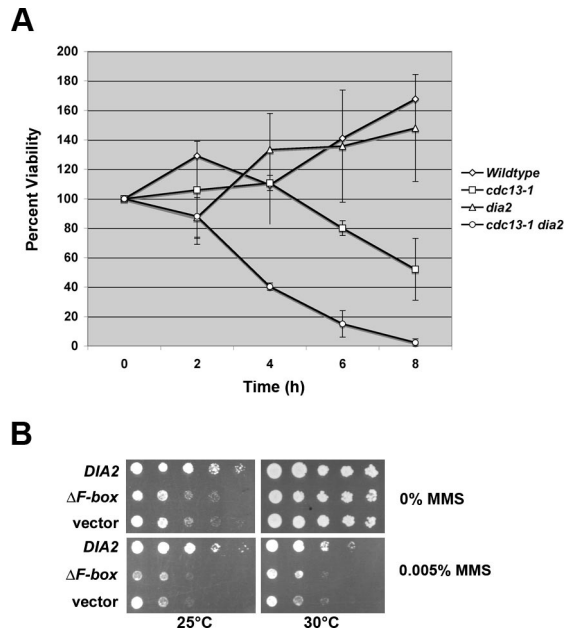 A
200
180
160
140
120
100
80
60
40
20
0
Percent Viability
0 2 4 6 8
Time (h)
Wildtype
cdc13-1
dia2
cdc13-1 dia2
B
DIA2
ΔF-box
vector
0% MMS
DIA2
ΔF-box
vector
0.005% MMS
25°C 30°C